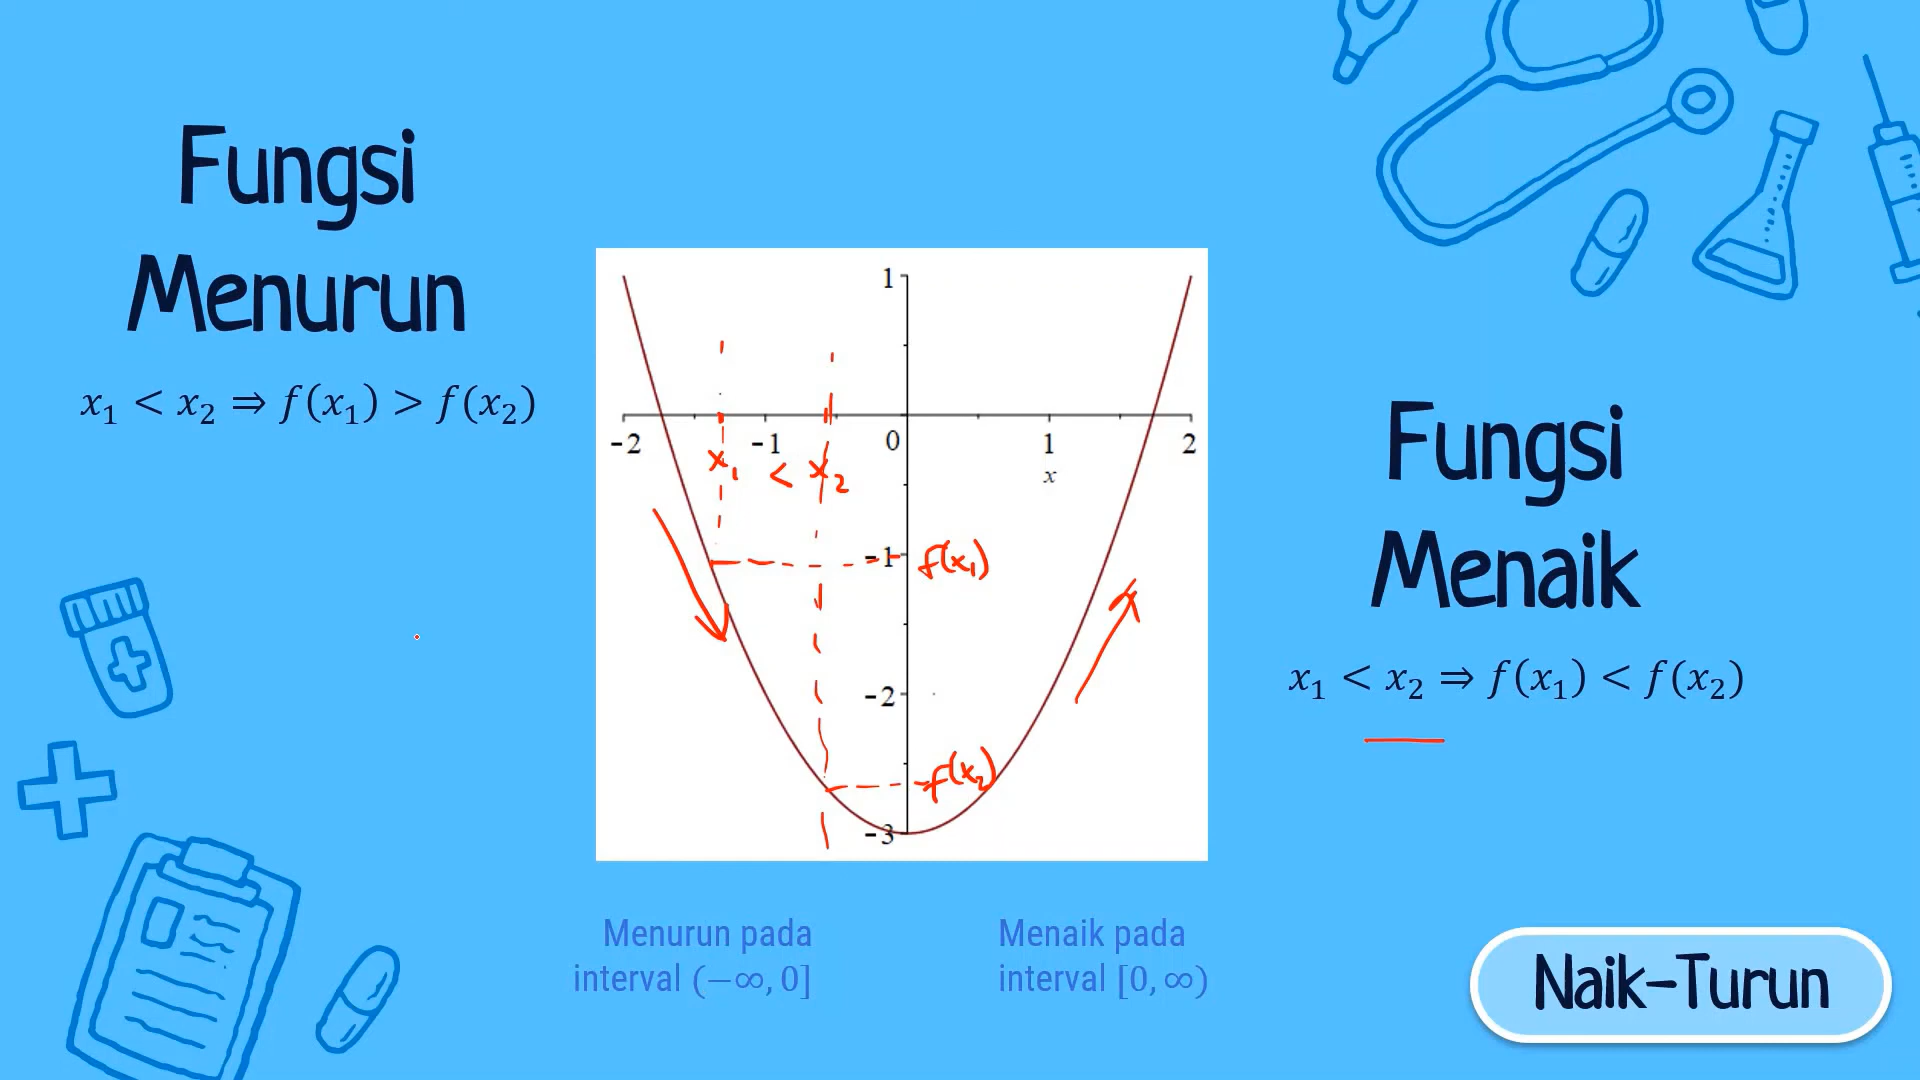 Fungsi
Menurun
x₁ < x₂ ⇒ f(x₁) > f(x₂)
1
-2
-1
0
1
2
x
x₁ < x₂
-1
f(x₁)
-2
f(x₂)
-3
Fungsi
Menaik
x₁ < x₂ ⇒ f(x₁) < f(x₂)
Menurun pada
interval (−∞, 0]
Menaik pada
interval [0, ∞)
Naik-Turun